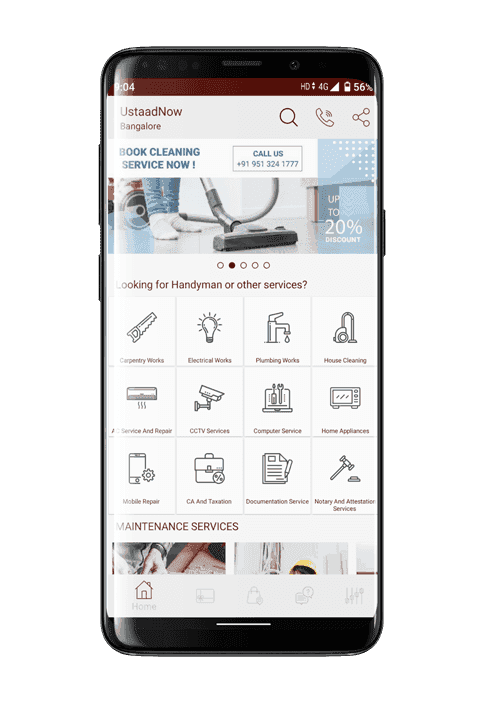 9:04
HD 4G 56%
UstaadNow
Bangalore
BOOK CLEANING
SERVICE NOW !
CALL US
+91 951 324 1777
UP
TO
20%
DISCOUNT
Looking for Handyman or other services?
Carpentry Works
Electrical Works
Plumbing Works
House Cleaning
AC Service And Repair
CCTV Services
Computer Service
Home Appliances
Mobile Repair
CA And Taxation
Documentation Service
Notary And Attestation
Services
MAINTENANCE SERVICES
Home